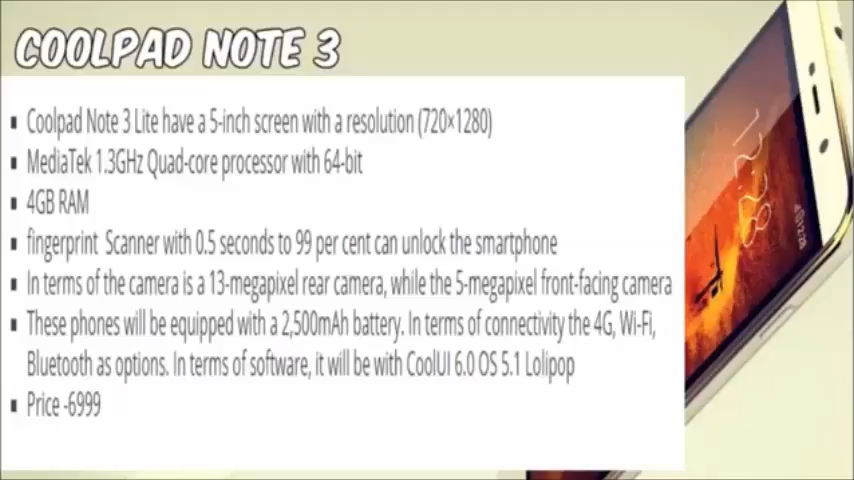 COOLPAD NOTE 3
▪ Coolpad Note 3 Lite have a 5-inch screen with a resolution (720×1280)
▪ MediaTek 1.3GHz Quad-core processor with 64-bit
▪ 4GB RAM
▪ fingerprint Scanner with 0.5 seconds to 99 per cent can unlock the smartphone
▪ In terms of the camera is a 13-megapixel rear camera, while the 5-megapixel front-facing camera
▪ These phones will be equipped with a 2,500mAh battery. In terms of connectivity the 4G, Wi-Fi,
Bluetooth as options. In terms of software, it will be with CoolUI 6.0 OS 5.1 Lolipop
▪ Price -6999
12:28
12:28